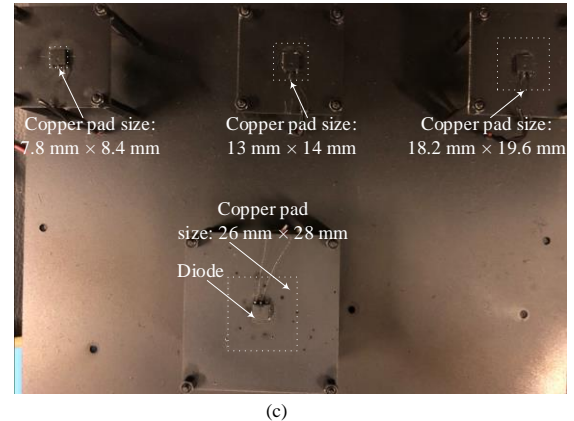 Copper pad size:
7.8 mm × 8.4 mm
Copper pad size:
13 mm × 14 mm
Copper pad size:
18.2 mm × 19.6 mm
Copper pad
size: 26 mm × 28 mm
Diode
(c)